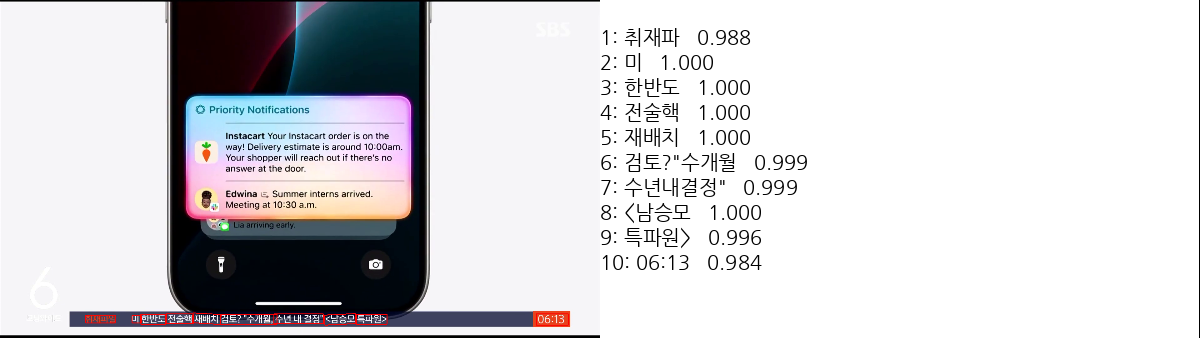 SBS
Priority Notifications
Instacart Your Instacart order is on the
way! Delivery estimate is around 10:00am.
Your shopper will reach out if there's no
answer at the door.
Edwina Summer interns arrived.
Meeting at 10:30 a.m.
Lia arriving early.
6
취재파일 미 한반도 전술핵 재배치 검토? "수개월, 수년 내 결정" <남승모 특파원> 06:13
1: 취재파 0.988
2: 미 1.000
3: 한반도 1.000
4: 전술핵 1.000
5: 재배치 1.000
6: 검토?"수개월 0.999
7: 수년내결정" 0.999
8: <남승모 1.000
9: 특파원> 0.996
10: 06:13 0.984